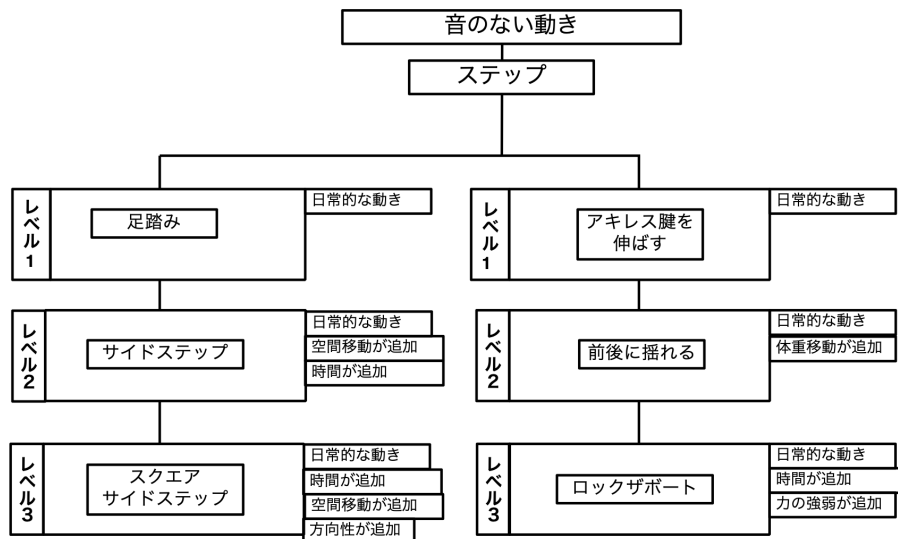 音のない動き
ステップ
レベル1
足踏み
日常的な動き
レベル1
アキレス腱を
伸ばす
日常的な動き
レベル2
サイドステップ
日常的な動き
空間移動が追加
時間が追加
レベル2
前後に揺れる
日常的な動き
体重移動が追加
レベル3
スクエア
サイドステップ
日常的な動き
時間が追加
空間移動が追加
方向性が追加
レベル3
ロックザボート
日常的な動き
時間が追加
力の強弱が追加